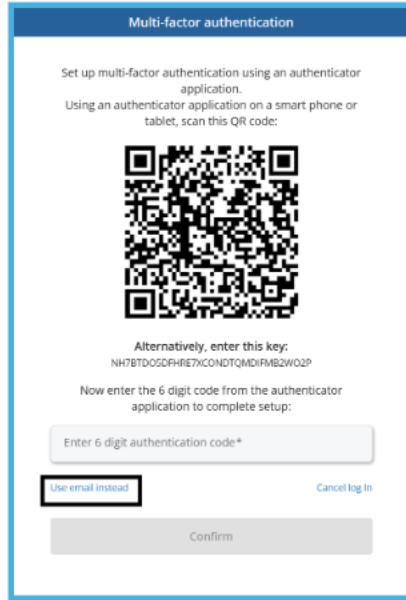 Multi-factor authentication
Set up multi-factor authentication using an authenticator
application.
Using an authenticator application on a smart phone or
tablet, scan this QR code:
Alternatively, enter this key:
NH7BTDOSDFHRE7XCONDTQMDIFMB2WO2P
Now enter the 6 digit code from the authenticator
application to complete setup:
Enter 6 digit authentication code*
Use email instead
Cancel log In
Confirm